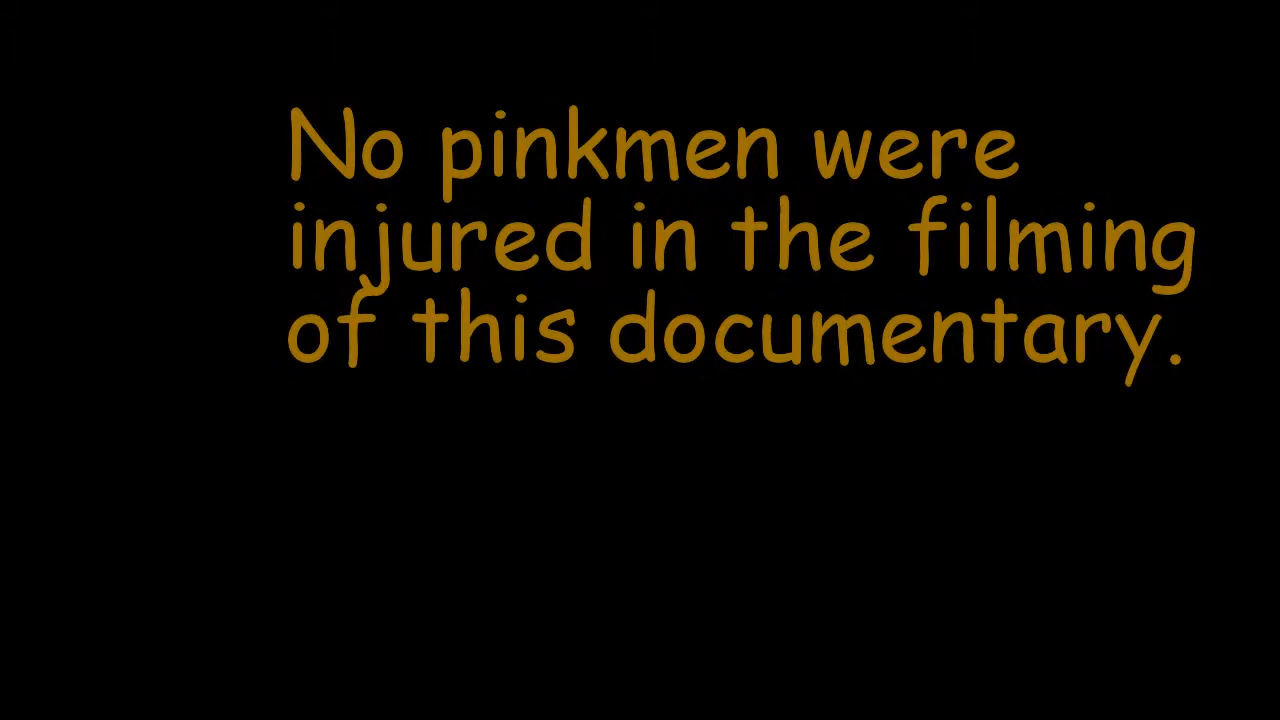 No pinkmen were
injured in the filming
of this documentary.